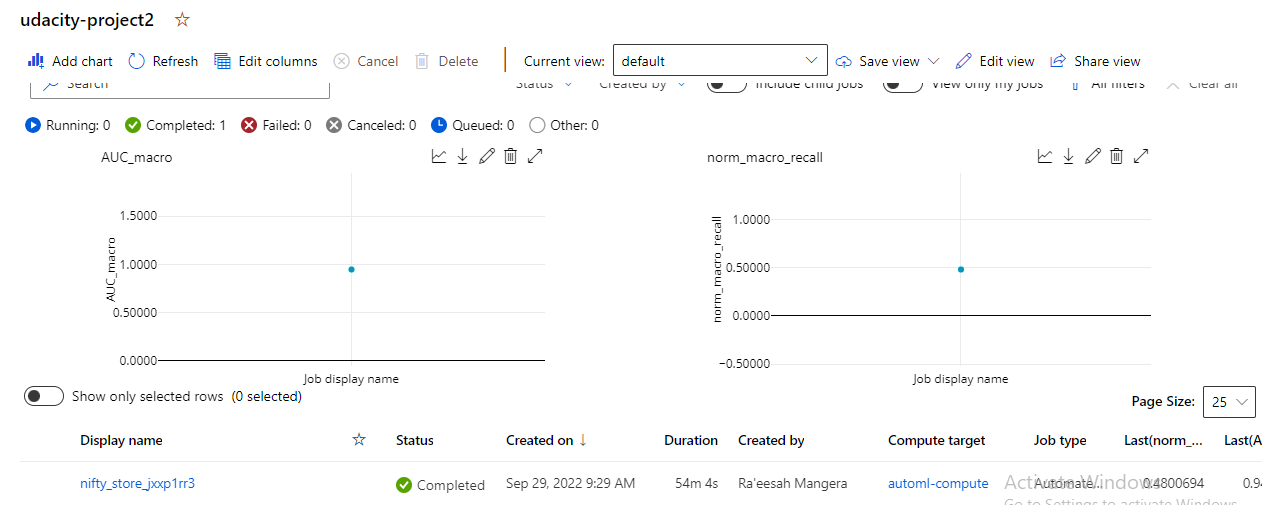 udacity-project2
Add chart Refresh Edit columns Cancel Delete Current view: default Save view Edit view Share view
Search Status Created by Include child jobs View only my jobs All filters Clear all
Running: 0 Completed: 1 Failed: 0 Canceled: 0 Queued: 0 Other: 0
AUC_macro
1.5000
1.0000
0.50000
0.0000
AUC_macro
Job display name
norm_macro_recall
1.0000
0.50000
0.0000
−0.50000
norm_macro_recall
Job display name
Show only selected rows (0 selected)
Page Size: 25
Display name Status Created on ↓ Duration Created by Compute target Job type Last(norm_... Last(A
nifty_store_jxxp1rr3 Completed Sep 29, 2022 9:29 AM 54m 4s Ra'eesah Mangera automl-compute Automate... 0.4800694 0.94
Activate Windows
Go to Settings to activate Windows.